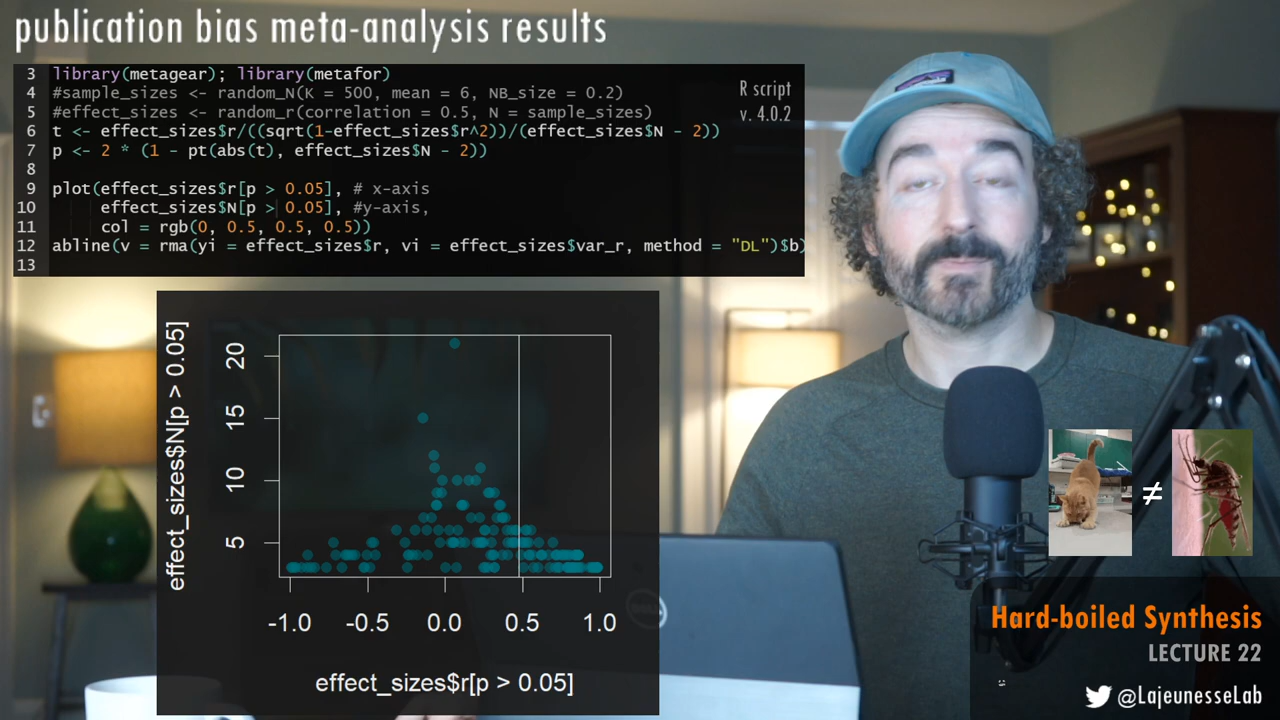 publication bias meta-analysis results
3 library(metagear); library(metafor)
4 #sample_sizes <- random_N(K = 500, mean = 6, NB_size = 0.2)
5 #effect_sizes <- random_r(correlation = 0.5, N = sample_sizes)
6 t <- effect_sizes$r/((sqrt(1-effect_sizes$r^2))/(effect_sizes$N - 2))
7 p <- 2 * (1 - pt(abs(t), effect_sizes$N - 2))
8
9 plot(effect_sizes$r[p > 0.05], # x-axis
10 effect_sizes$N[p > 0.05], #y-axis,
11 col = rgb(0, 0.5, 0.5, 0.5))
12 abline(v = rma(yi = effect_sizes$r, vi = effect_sizes$var_r, method = "DL")$b)
13
R script
v. 4.0.2
effect_sizes$N[p > 0.05]
20
15
10
5
-1.0 -0.5 0.0 0.5 1.0
effect_sizes$r[p > 0.05]
DELL
≠
Hard-boiled Synthesis
LECTURE 22
@LajeunesseLab